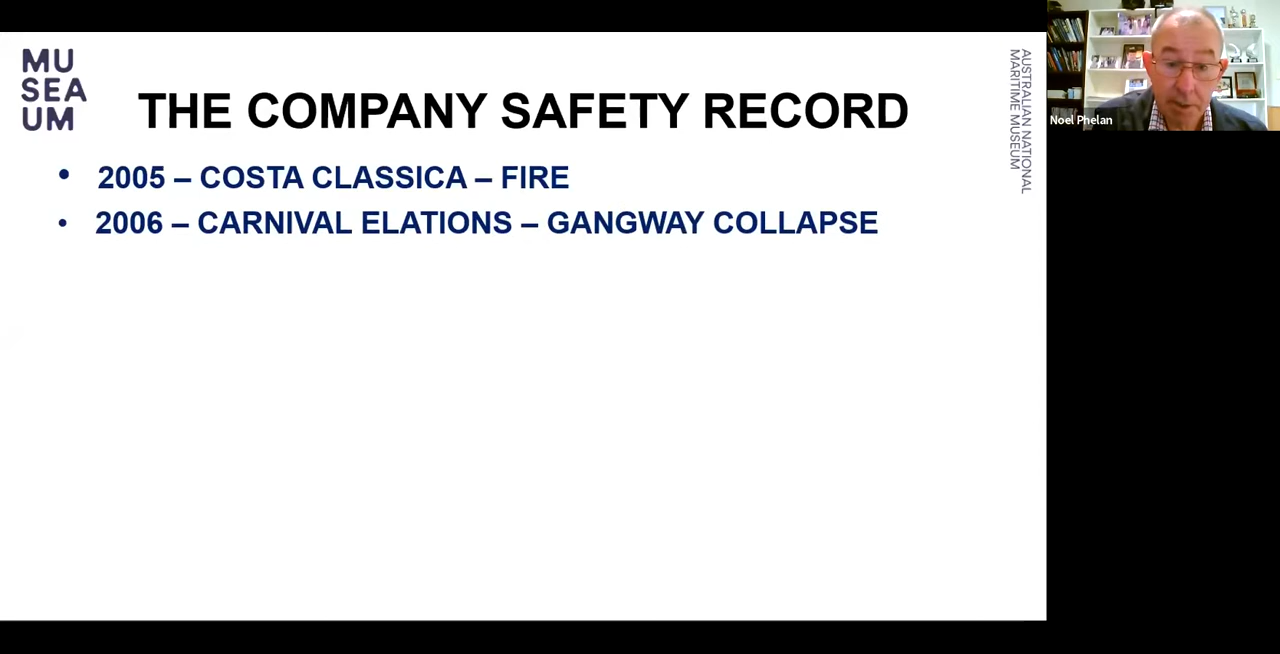 MU
SEA
UM
THE COMPANY SAFETY RECORD
• 2005 – COSTA CLASSICA – FIRE
• 2006 – CARNIVAL ELATIONS – GANGWAY COLLAPSE
AUSTRALIAN NATIONAL
MARITIME MUSEUM
Noel Phelan